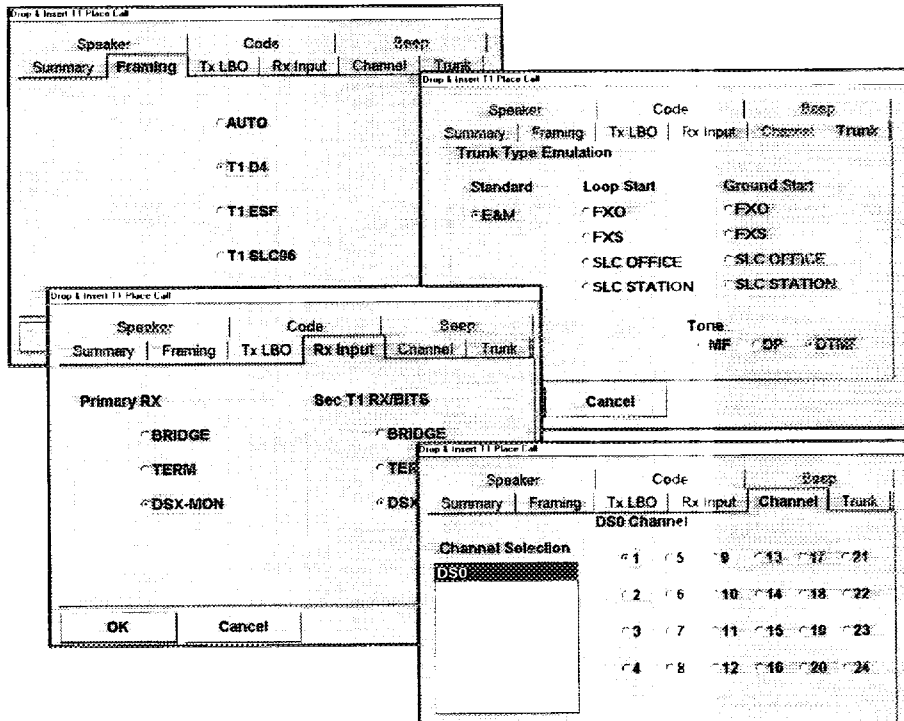 Drop & Insert T1 Place Call
Speaker Code Beep
Summary Framing Tx LBO Rx Input Channel Trunk
AUTO
T1 D4
T1 ESF
T1 SLC96
Drop & Insert T1 Place Call
Speaker Code Beep
Summary Framing Tx LBO Rx Input Channel Trunk
Trunk Type Emulation
Standard Loop Start Ground Start
E&M FXO FXO
FXS FXS
SLC OFFICE SLC OFFICE
SLC STATION SLC STATION
Tone
MF DP DTMF
Cancel
Drop & Insert T1 Place Call
Speaker Code Beep
Summary Framing Tx LBO Rx Input Channel Trunk
Primary RX Sec T1 RX/BITS
BRIDGE BRIDGE
TERM TER
DSX-MON DSX
OK Cancel
Drop & Insert T1 Place Call
Speaker Code Beep
Summary Framing Tx LBO Rx Input Channel Trunk
DS0 Channel
Channel Selection
DS0
1 5 9 13 17 21
2 6 10 14 18 22
3 7 11 15 19 23
4 8 12 16 20 24